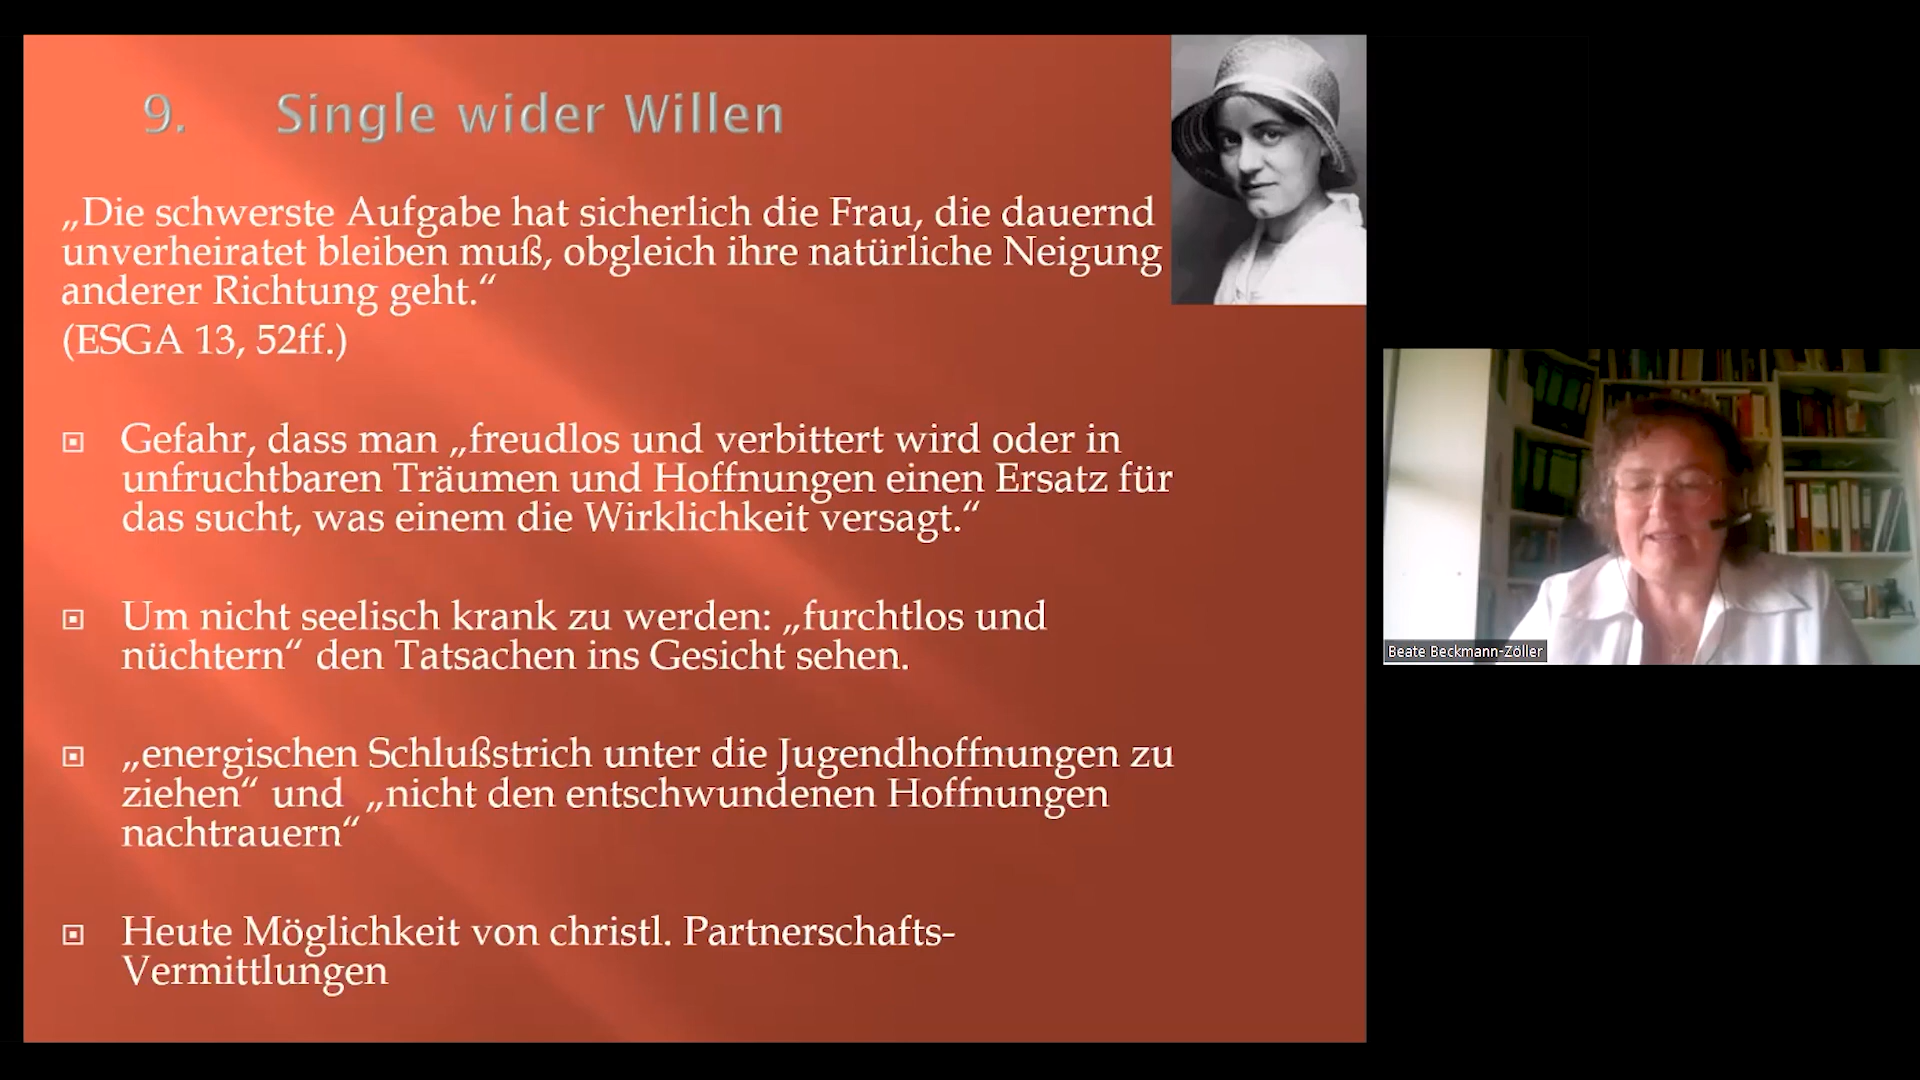 9. Single wider Willen
„Die schwerste Aufgabe hat sicherlich die Frau, die dauernd
unverheiratet bleiben muß, obgleich ihre natürliche Neigung
anderer Richtung geht.“
(ESGA 13, 52ff.)
Gefahr, dass man „freudlos und verbittert wird oder in
unfruchtbaren Träumen und Hoffnungen einen Ersatz für
das sucht, was einem die Wirklichkeit versagt.“
Um nicht seelisch krank zu werden: „furchtlos und
nüchtern“ den Tatsachen ins Gesicht sehen.
„energischen Schlußstrich unter die Jugendhoffnungen zu
ziehen“ und „nicht den entschwundenen Hoffnungen
nachtrauern“
Heute Möglichkeit von christl. Partnerschafts-
Vermittlungen
Beate Beckmann-Zöller